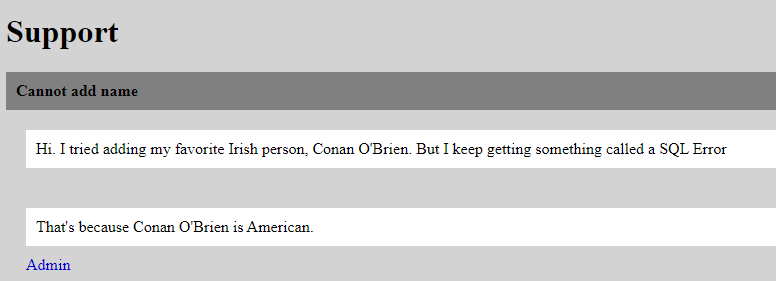 Support
Cannot add name
Hi. I tried adding my favorite Irish person, Conan O'Brien. But I keep getting something called a SQL Error
That's because Conan O'Brien is American.
Admin